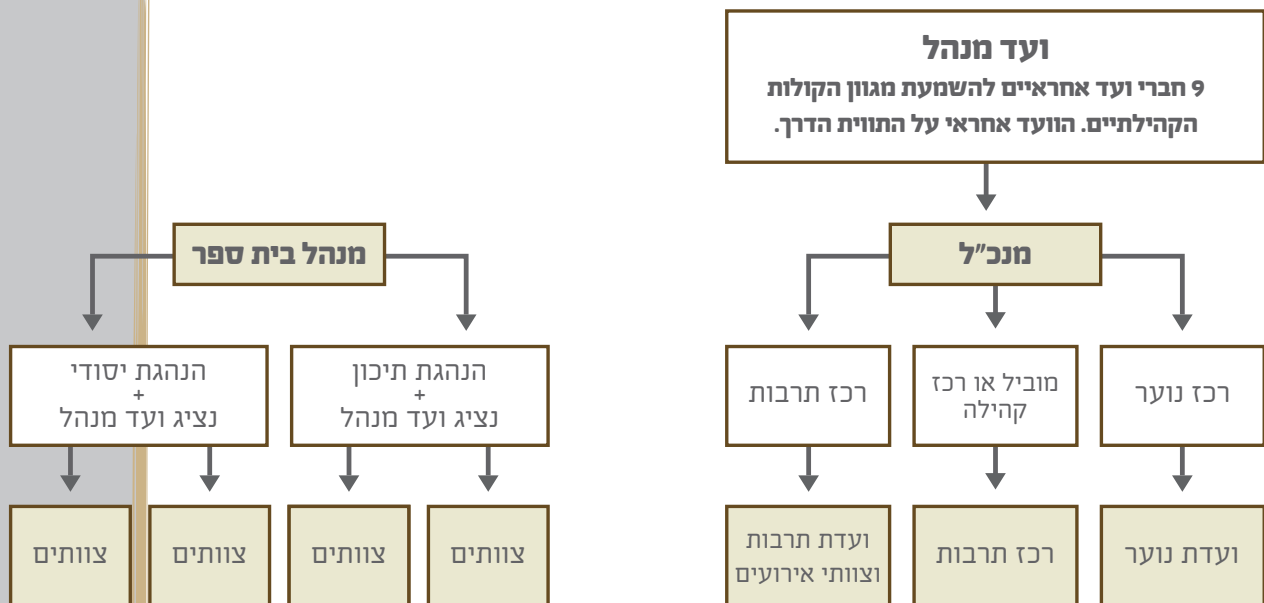 ועד מנהל
9 חברי ועד אחראיים להשמעת מגוון הקולות
הקהילתיים. הוועד אחראי על התווית הדרך.
מנכ"ל
מנהל בית ספר
רכז נוער
מוביל או רכז
קהילה
רכז תרבות
הנהגת תיכון
+
נציג ועד מנהל
הנהגת יסודי
+
נציג ועד מנהל
ועדת נוער
רכז תרבות
ועדת תרבות
וצוותי אירועים
צוותים
צוותים
צוותים
צוותים